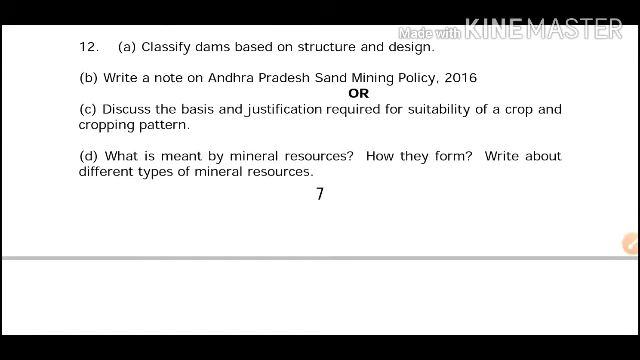 Made with KINEMASTER
12. (a) Classify dams based on structure and design.
(b) Write a note on Andhra Pradesh Sand Mining Policy, 2016
OR
(c) Discuss the basis and justification required for suitability of a crop and
cropping pattern.
(d) What is meant by mineral resources? How they form? Write about
different types of mineral resources.
7